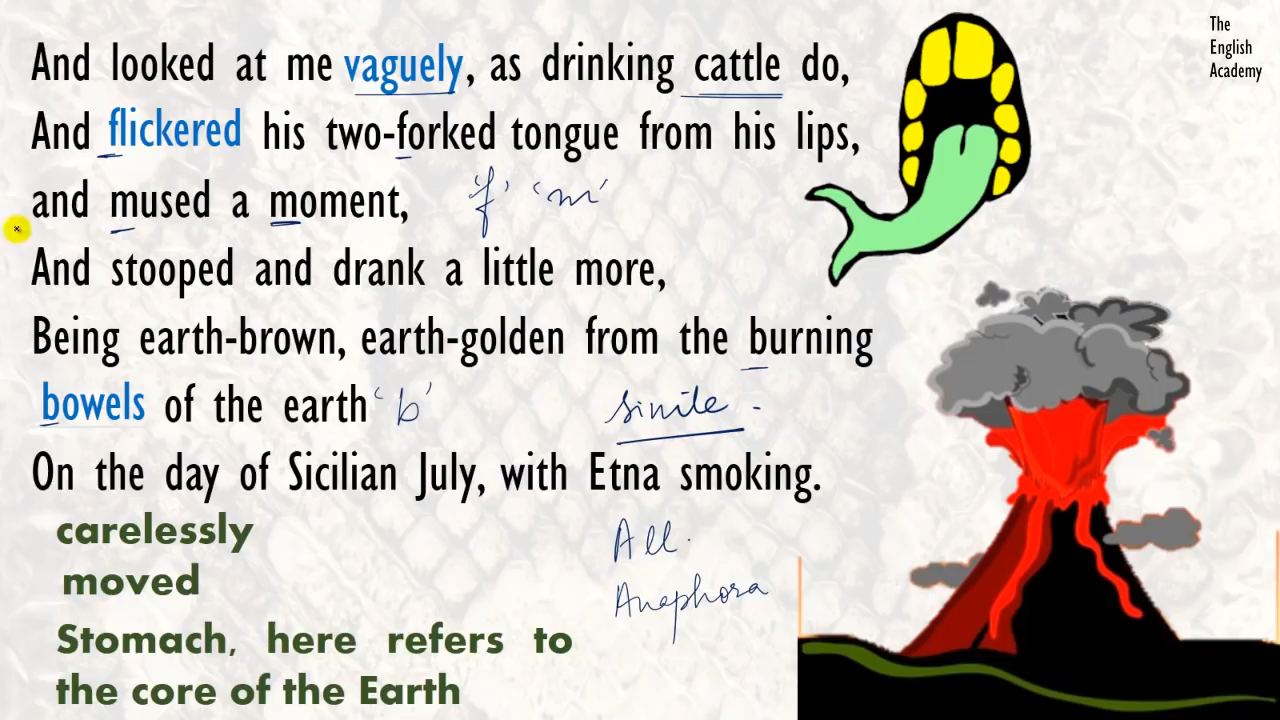 The
English
Academy
And looked at me vaguely, as drinking cattle do,
And flickered his two-forked tongue from his lips,
and mused a moment, 'f' 'm'
And stooped and drank a little more,
Being earth-brown, earth-golden from the burning
bowels of the earth 'b' simile -
On the day of Sicilian July, with Etna smoking.
carelessly All.
moved Anaphora
Stomach, here refers to
the core of the Earth